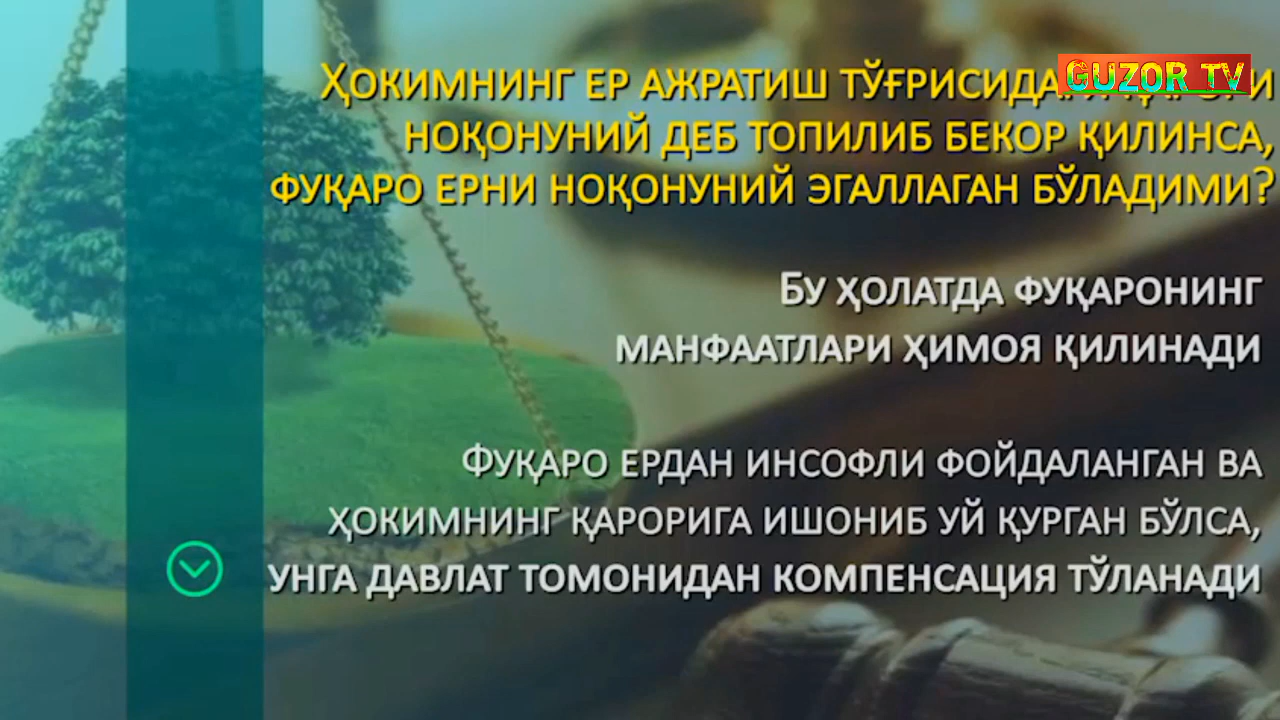 ҲОКИМНИНГ ЕР АЖРАТИШ ТЎҒРИСИДАГИ
GUZOR TV
НОҚОНУНИЙ ДЕБ ТОПИЛИБ БЕКОР ҚИЛИНСА,
ФУҚАРО ЕРНИ НОҚОНУНИЙ ЭГАЛЛАГАН БЎЛАДИМИ?
БУ ҲОЛАТДА ФУҚАРОНИНГ
МАНФААТЛАРИ ҲИМОЯ ҚИЛИНАДИ
ФУҚАРО ЕРДАН ИНСОФЛИ ФОЙДАЛАНГАН ВА
ҲОКИМНИНГ ҚАРОРИГА ИШОНИБ УЙ ҚУРГАН БЎЛСА,
УНГА ДАВЛАТ ТОМОНИДАН КОМПЕНСАЦИЯ ТЎЛАНАДИ